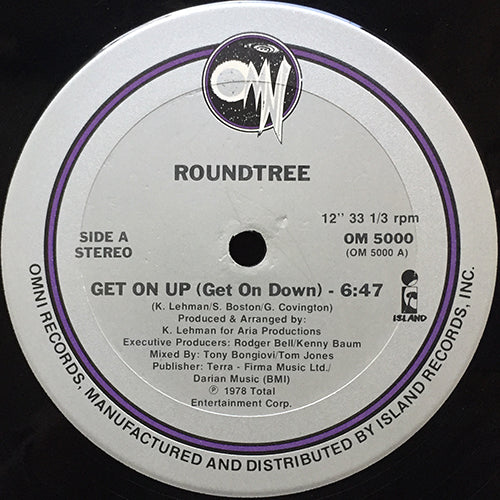 OMNI
ROUNDTREE
12" 33 1/3 rpm
SIDE A
STEREO
OM 5000
(OM 5000 A)
GET ON UP (Get On Down) - 6:47
(K. Lehman/S. Boston/G. Covington)
Produced & Arranged by:
K. Lehman for Aria Productions
Executive Producers: Rodger Bell/Kenny Baum
Mixed By: Tony Bongiovi/Tom Jones
Publisher: Terra - Firma Music Ltd./
Darian Music (BMI)
℗ 1978 Total
Entertainment Corp.
ISLAND
OMNI RECORDS, MANUFACTURED AND DISTRIBUTED BY ISLAND RECORDS, INC.